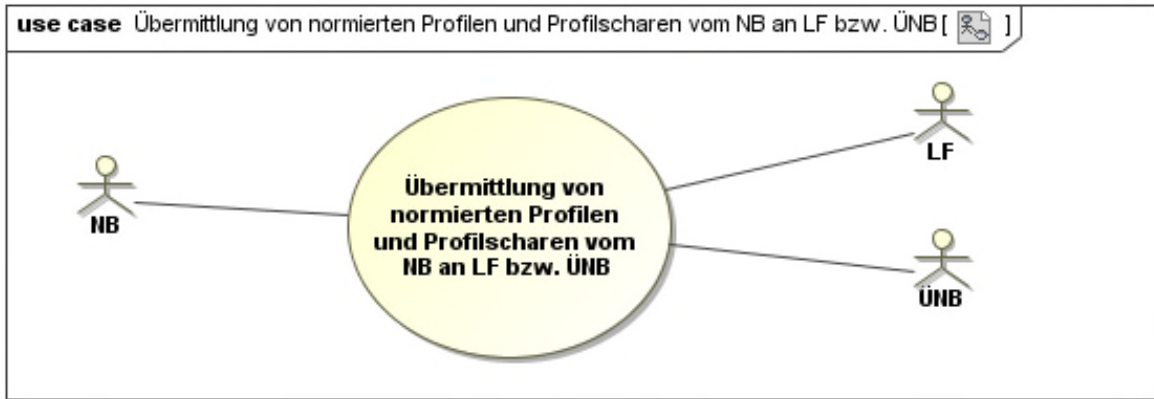 use case Übermittlung von normierten Profilen und Profilscharen vom NB an LF bzw. ÜNB [ ]
LF
Übermittlung von
normierten Profilen
und Profilscharen vom
NB an LF bzw. ÜNB
NB
ÜNB